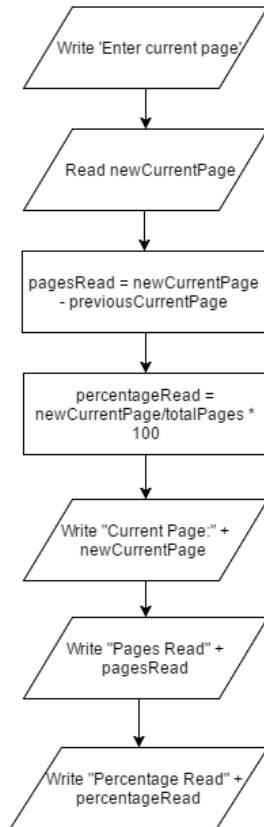 Write 'Enter current page'
Read newCurrentPage
pagesRead = newCurrentPage
- previousCurrentPage
percentageRead =
newCurrentPage/totalPages *
100
Write "Current Page:" +
newCurrentPage
Write "Pages Read" +
pagesRead
Write "Percentage Read" +
percentageRead